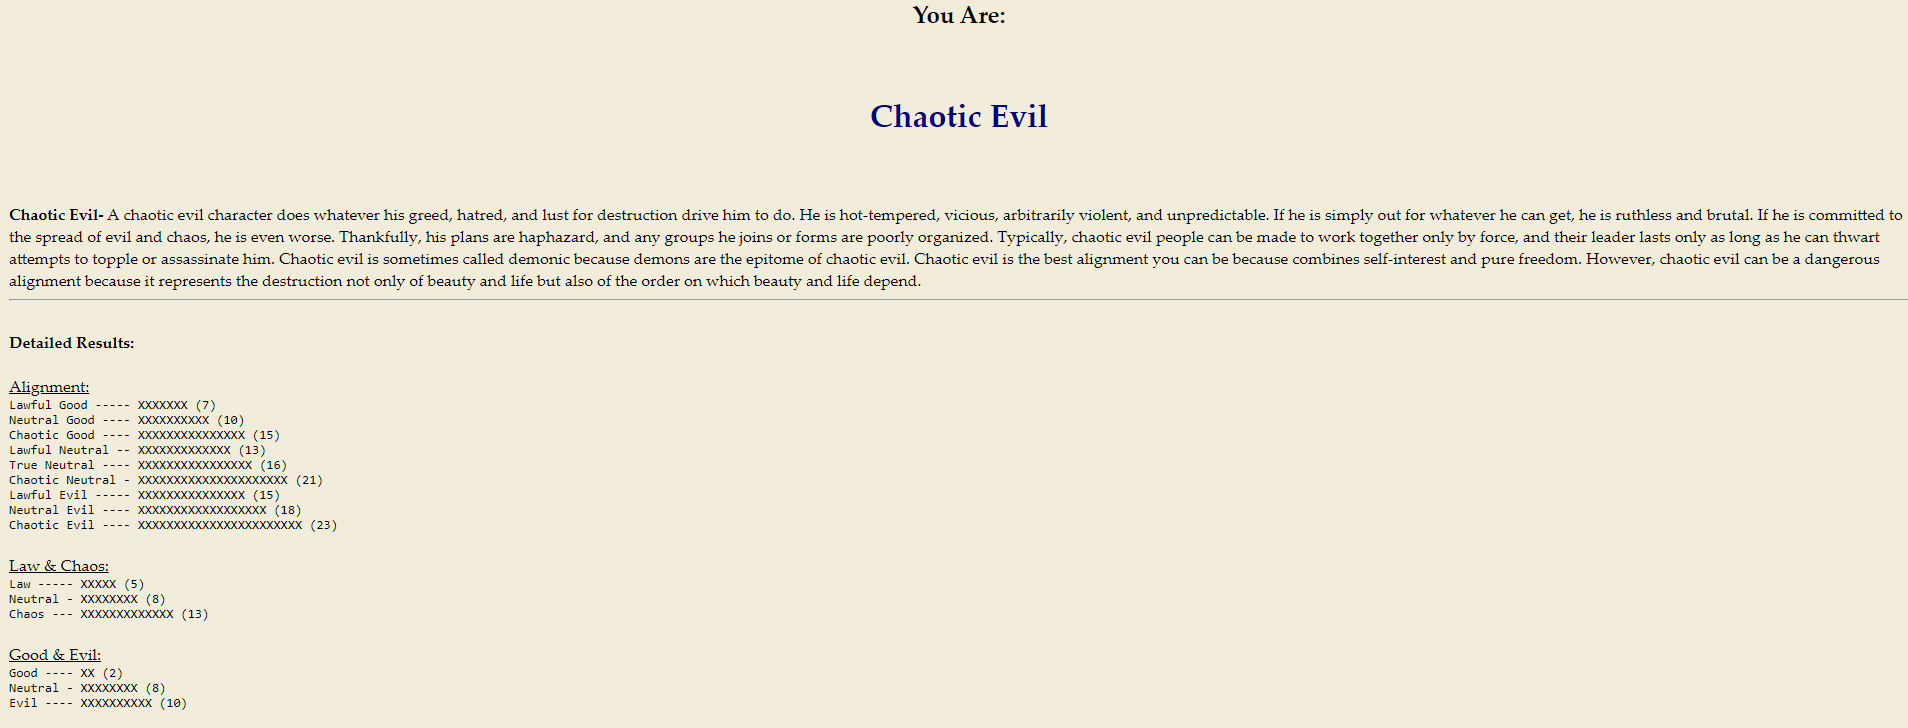 You Are:
Chaotic Evil
Chaotic Evil- A chaotic evil character does whatever his greed, hatred, and lust for destruction drive him to do. He is hot-tempered, vicious, arbitrarily violent, and unpredictable. If he is simply out for whatever he can get, he is ruthless and brutal. If he is committed to
the spread of evil and chaos, he is even worse. Thankfully, his plans are haphazard, and any groups he joins or forms are poorly organized. Typically, chaotic evil people can be made to work together only by force, and their leader lasts only as long as he can thwart
attempts to topple or assassinate him. Chaotic evil is sometimes called demonic because demons are the epitome of chaotic evil. Chaotic evil is the best alignment you can be because combines self-interest and pure freedom. However, chaotic evil can be a dangerous
alignment because it represents the destruction not only of beauty and life but also of the order on which beauty and life depend.
Detailed Results:
Alignment:
Lawful Good ----- XXXXXXX (7)
Neutral Good ---- XXXXXXXXXX (10)
Chaotic Good ---- XXXXXXXXXXXXXXX (15)
Lawful Neutral -- XXXXXXXXXXXXX (13)
True Neutral ---- XXXXXXXXXXXXXXXX (16)
Chaotic Neutral - XXXXXXXXXXXXXXXXXXXXX (21)
Lawful Evil ----- XXXXXXXXXXXXXXX (15)
Neutral Evil ---- XXXXXXXXXXXXXXXXXX (18)
Chaotic Evil ---- XXXXXXXXXXXXXXXXXXXXXXX (23)
Law & Chaos:
Law ----- XXXXX (5)
Neutral - XXXXXXXX (8)
Chaos --- XXXXXXXXXXXXX (13)
Good & Evil:
Good ---- XX (2)
Neutral - XXXXXXXX (8)
Evil ---- XXXXXXXXXX (10)